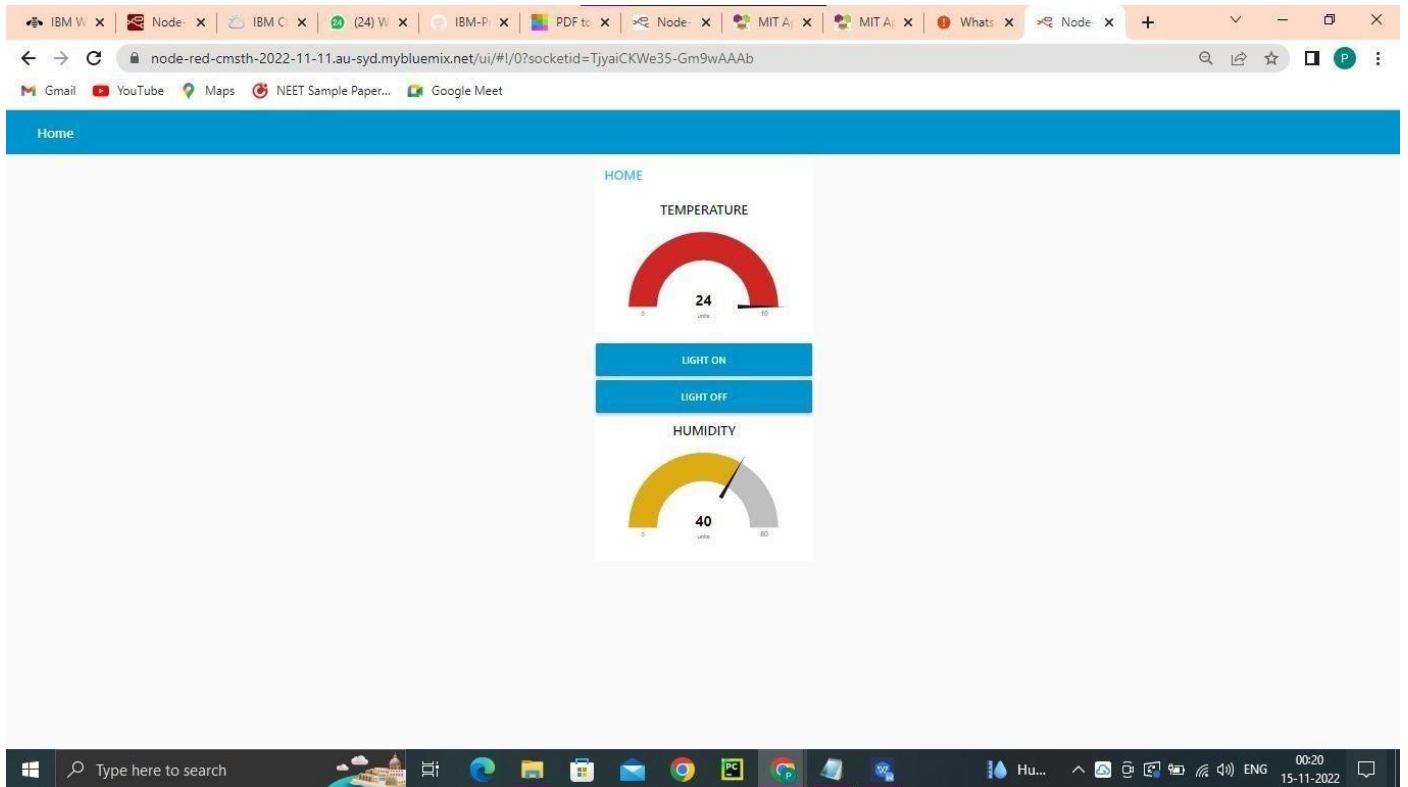 IBM W
Node-
IBM C
(24) W
IBM-P
PDF to
Node-
MIT A
MIT A
Whats
Node-
node-red-cmsth-2022-11-11.au-syd.mybluemix.net/ui/#!/0?socketid=TjyaiCKWe35-Gm9wAAAb
P
Gmail YouTube Maps NEET Sample Paper... Google Meet
Home
HOME
TEMPERATURE
24
0 units 10
LIGHT ON
LIGHT OFF
HUMIDITY
40
0 units 60
Type here to search
Hu... ENG
00:20
15-11-2022